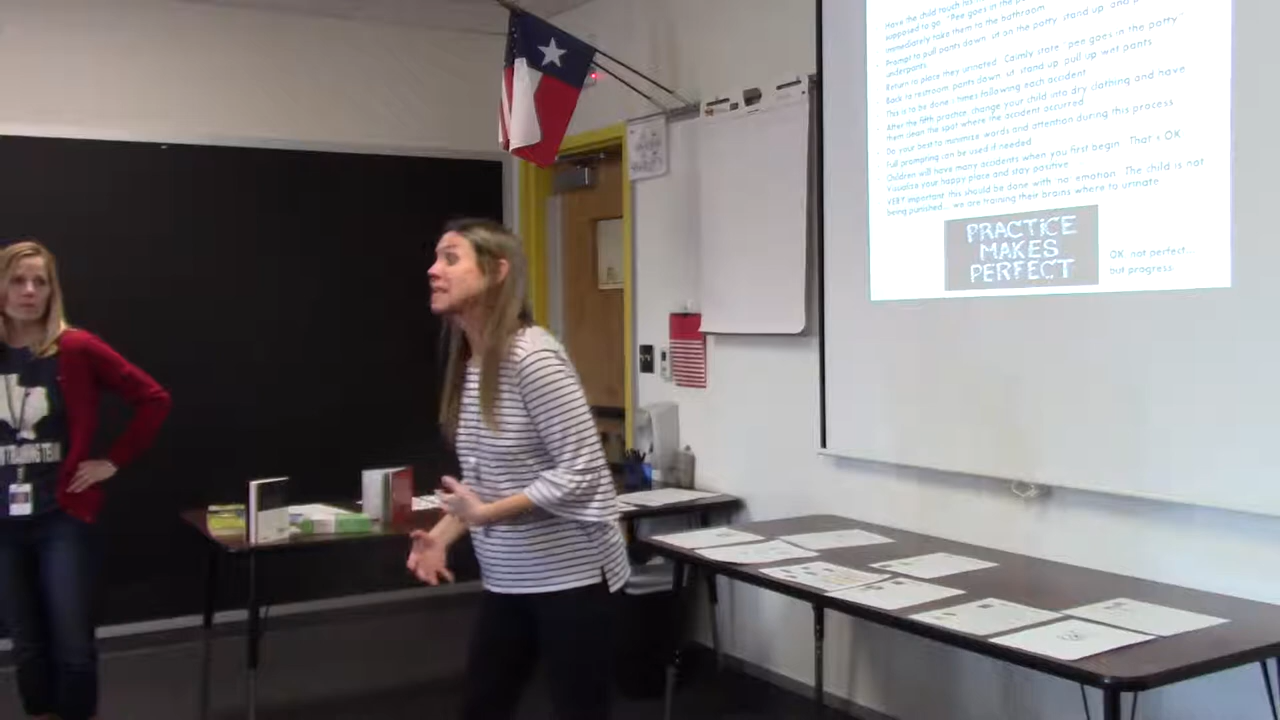 Have the child touch his
supposed to go. "Pee goes in the
immediately take them to the bathroom.
Prompt to pull pants down, sit on the potty, stand up, and
underpants.
Return to place they urinated. Calmly state "pee goes in the potty"
Back to restroom, pants down, sit, stand up, pull up wet pants.
This is to be done 5 times following each accident.
After the fifth practice, change your child into dry clothing and have
them clean the spot where the accident occurred.
Do your best to minimize words and attention during this process.
Full prompting can be used if needed.
Children will have many accidents when you first begin. That's OK.
Visualize your happy place and stay positive.
VERY important this should be done with no emotion. The child is not
being punished... we are training their brains where to urinate.
PRACTICE
MAKES
PERFECT
OK, not perfect...
but progress.